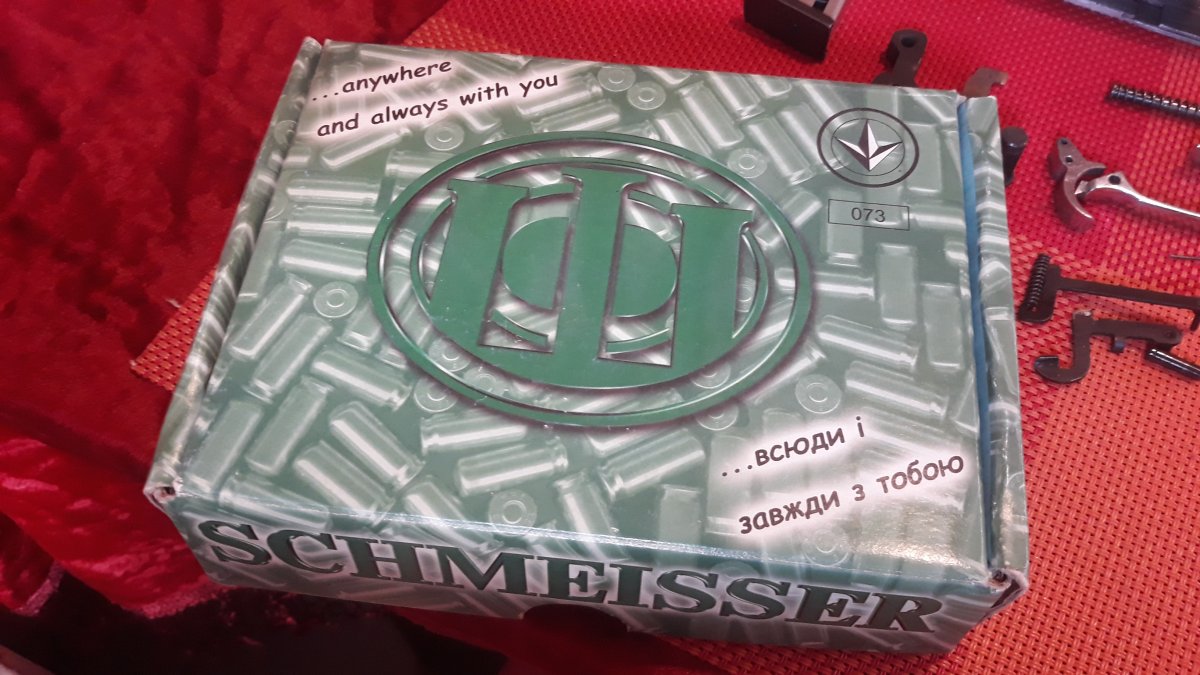 ...anywhere
and always with you
073
Ш
...всюди і
завжди з тобою
SCHMEISSER